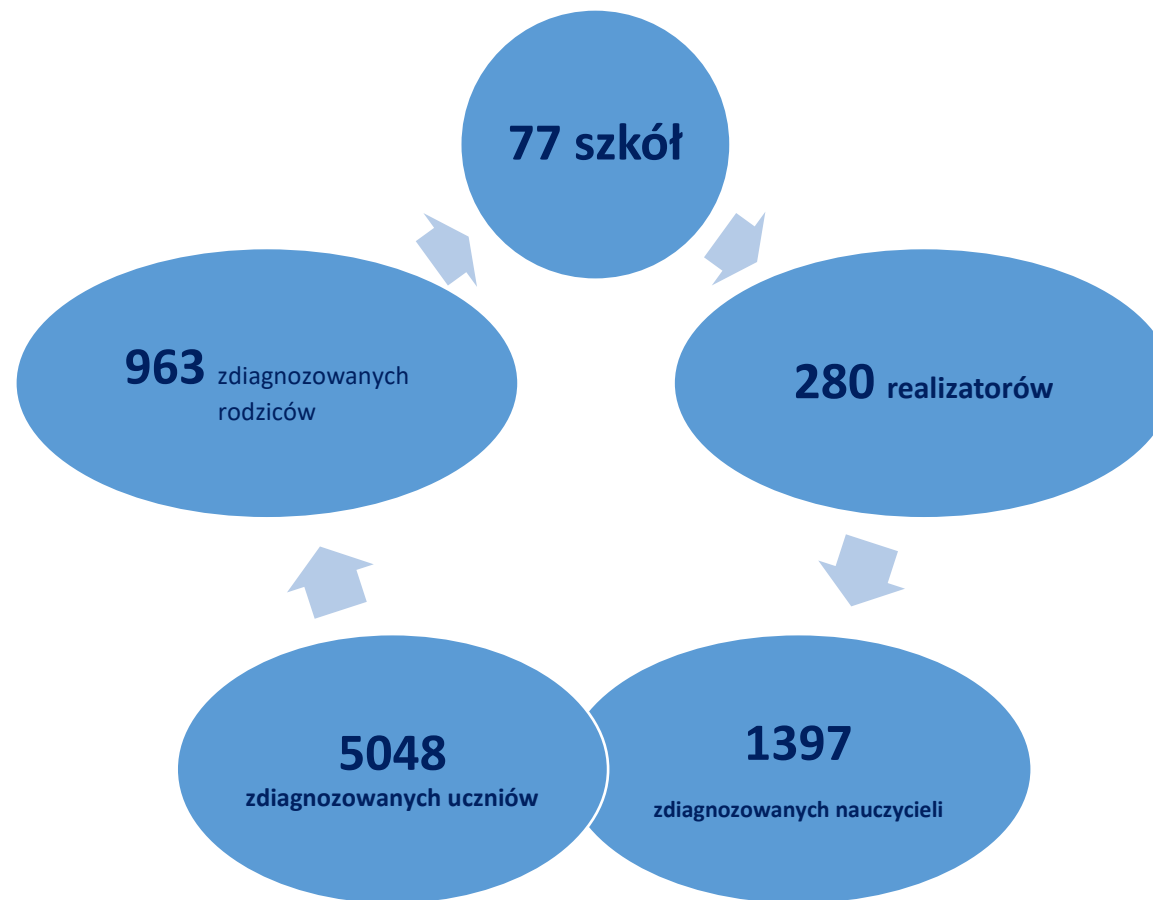 77 szkół
963 zdiagnozowanych
rodziców
280 realizatorów
5048
zdiagnozowanych uczniów
1397
zdiagnozowanych nauczycieli